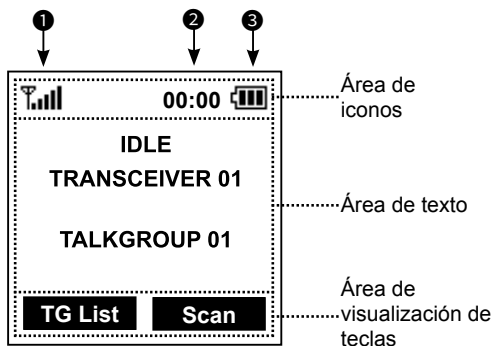 ❶ ❷ ❸
00:00
Área de
iconos
IDLE
TRANSCEIVER 01
TALKGROUP 01
Área de texto
TG List Scan
Área de
visualización de
teclas